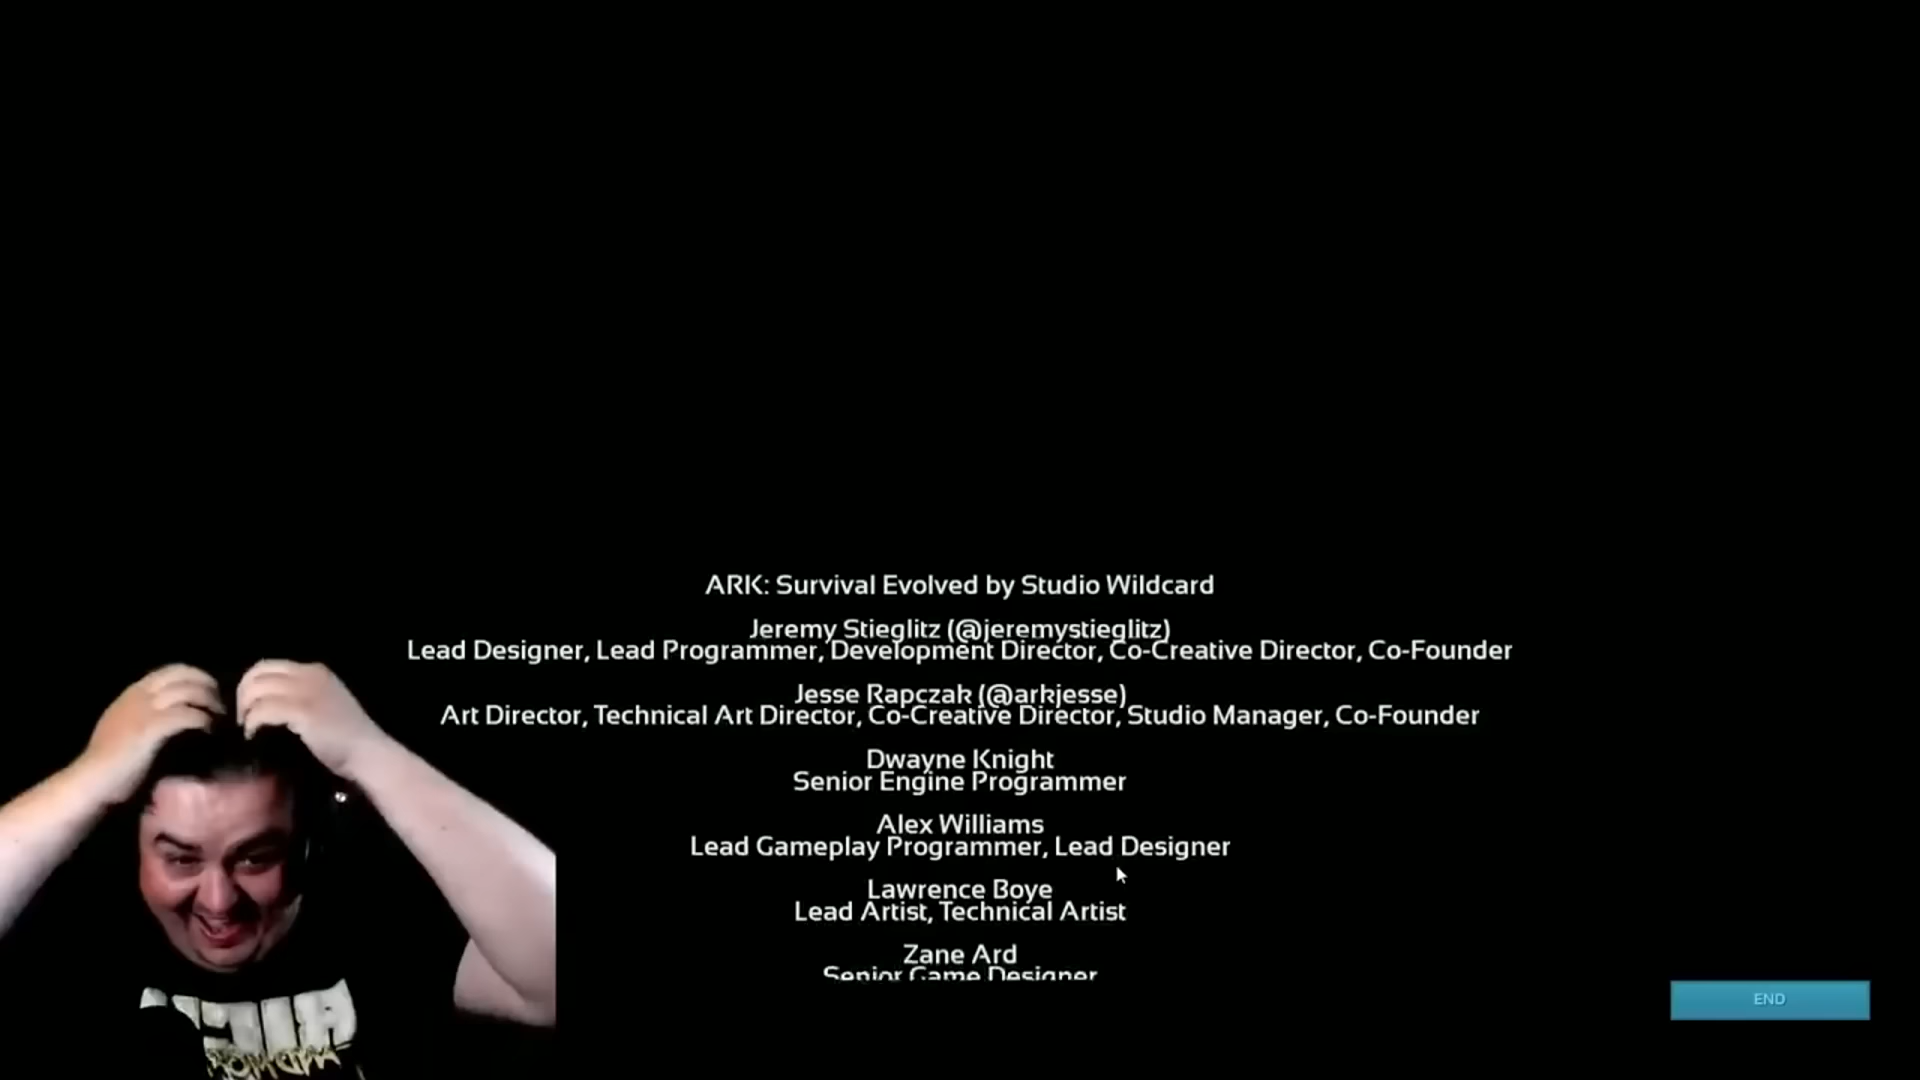 ARK: Survival Evolved by Studio Wildcard
Jeremy Stieglitz (@jeremystieglitz)
Lead Designer, Lead Programmer, Development Director, Co-Creative Director, Co-Founder
Jesse Rapczak (@arkjesse)
Art Director, Technical Art Director, Co-Creative Director, Studio Manager, Co-Founder
Dwayne Knight
Senior Engine Programmer
Alex Williams
Lead Gameplay Programmer, Lead Designer
Lawrence Boye
Lead Artist, Technical Artist
Zane Ard
Senior Game Designer
END